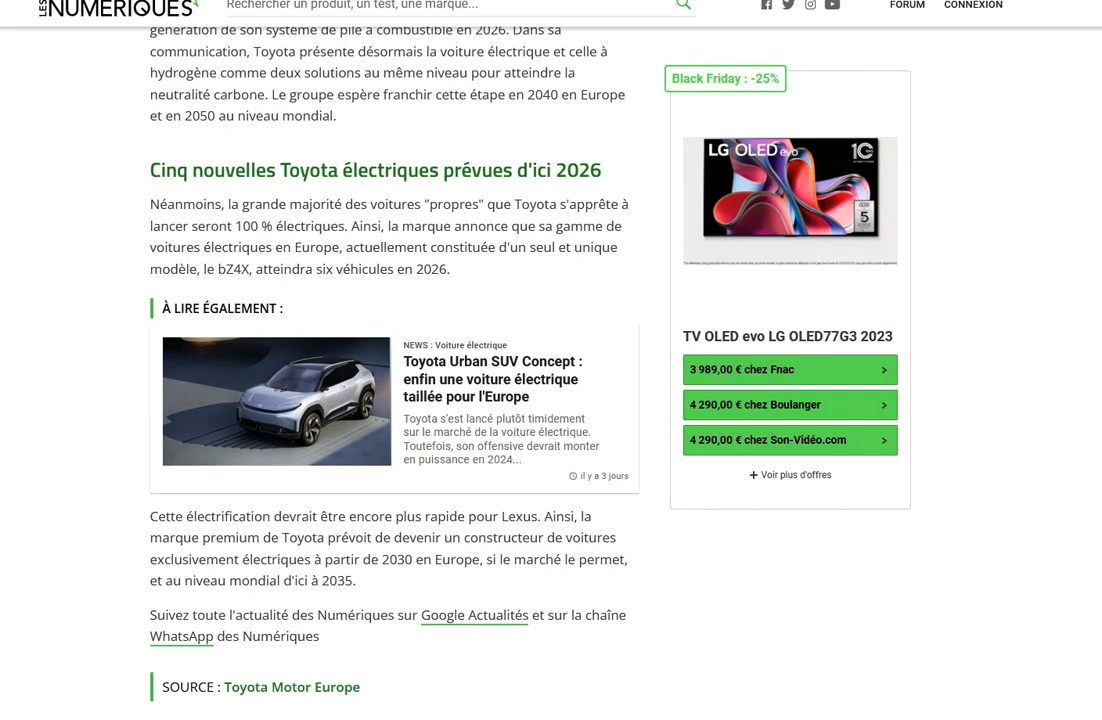 LES NUMÉRIQUES
Rechercher un produit, un test, une marque...
FORUM
CONNEXION
génération de son système de pile à combustible en 2026. Dans sa
communication, Toyota présente désormais la voiture électrique et celle à
hydrogène comme deux solutions au même niveau pour atteindre la
neutralité carbone. Le groupe espère franchir cette étape en 2040 en Europe
et en 2050 au niveau mondial.
Cinq nouvelles Toyota électriques prévues d'ici 2026
Néanmoins, la grande majorité des voitures "propres" que Toyota s'apprête à
lancer seront 100 % électriques. Ainsi, la marque annonce que sa gamme de
voitures électriques en Europe, actuellement constituée d'un seul et unique
modèle, le bZ4X, atteindra six véhicules en 2026.
À LIRE ÉGALEMENT :
NEWS : Voiture électrique
Toyota Urban SUV Concept :
enfin une voiture électrique
taillée pour l'Europe
Toyota s'est lancé plutôt timidement
sur le marché de la voiture électrique.
Toutefois, son offensive devrait monter
en puissance en 2024...
il y a 3 jours
Cette électrification devrait être encore plus rapide pour Lexus. Ainsi, la
marque premium de Toyota prévoit de devenir un constructeur de voitures
exclusivement électriques à partir de 2030 en Europe, si le marché le permet,
et au niveau mondial d'ici à 2035.
Suivez toute l'actualité des Numériques sur Google Actualités et sur la chaîne
WhatsApp des Numériques
SOURCE : Toyota Motor Europe
Black Friday : -25%
LG OLED evo
10
5
TV OLED evo LG OLED77G3 2023
3 989,00 € chez Fnac >
4 290,00 € chez Boulanger >
4 290,00 € chez Son-Vidéo.com >
+ Voir plus d'offres